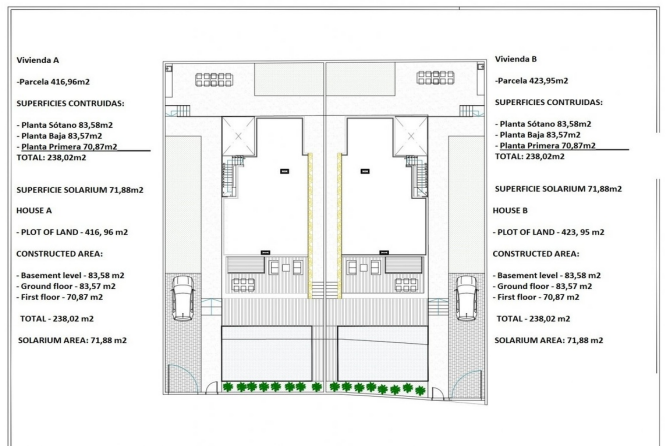 Vivienda A
-Parcela 416,96m2
SUPERFICIES CONTRUIDAS:
- Planta Sótano 83,58m2
- Planta Baja 83,57m2
- Planta Primera 70,87m2
TOTAL: 238,02m2
SUPERFICIE SOLARIUM 71,88m2
HOUSE A
- PLOT OF LAND - 416, 96 m2
CONSTRUCTED AREA:
- Basement level - 83,58 m2
- Ground floor - 83,57 m2
- First floor - 70,87 m2
TOTAL - 238,02 m2
SOLARIUM AREA: 71,88 m2
Vivienda B
-Parcela 423,95m2
SUPERFICIES CONTRUIDAS:
- Planta Sótano 83,58m2
- Planta Baja 83,57m2
- Planta Primera 70,87m2
TOTAL: 238,02m2
SUPERFICIE SOLARIUM 71,88m2
HOUSE B
- PLOT OF LAND - 423, 95 m2
CONSTRUCTED AREA:
- Basement level - 83,58 m2
- Ground floor - 83,57 m2
- First floor - 70,87 m2
TOTAL - 238,02 m2
SOLARIUM AREA: 71,88 m2